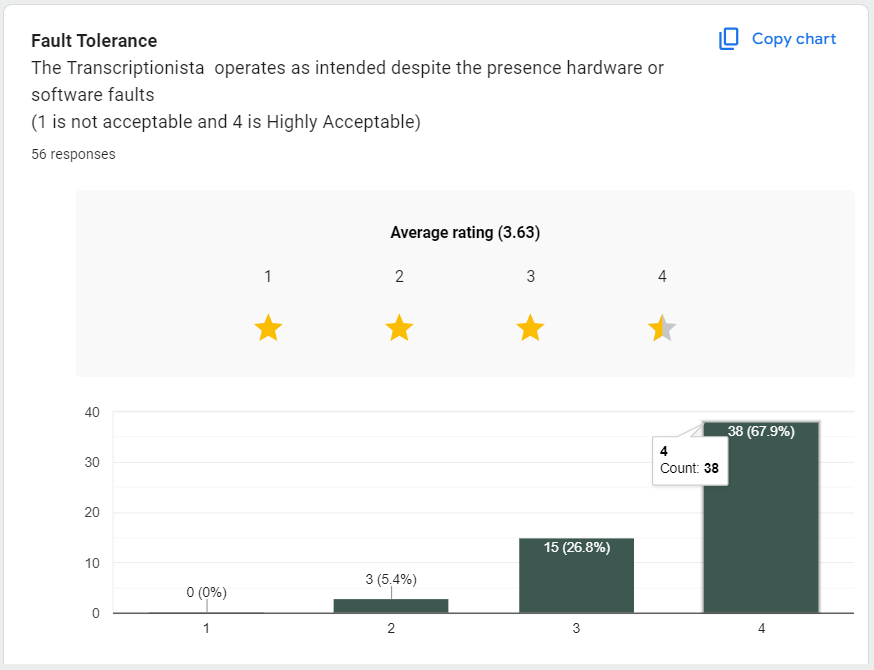 Fault Tolerance
Copy chart
The Transcriptionista operates as intended despite the presence hardware or
software faults
(1 is not acceptable and 4 is Highly Acceptable)
56 responses
Average rating (3.63)
1 2 3 4
40
30
20
10
0
0 (0%)
3 (5.4%)
15 (26.8%)
38 (67.9%)
4
Count: 38
1 2 3 4